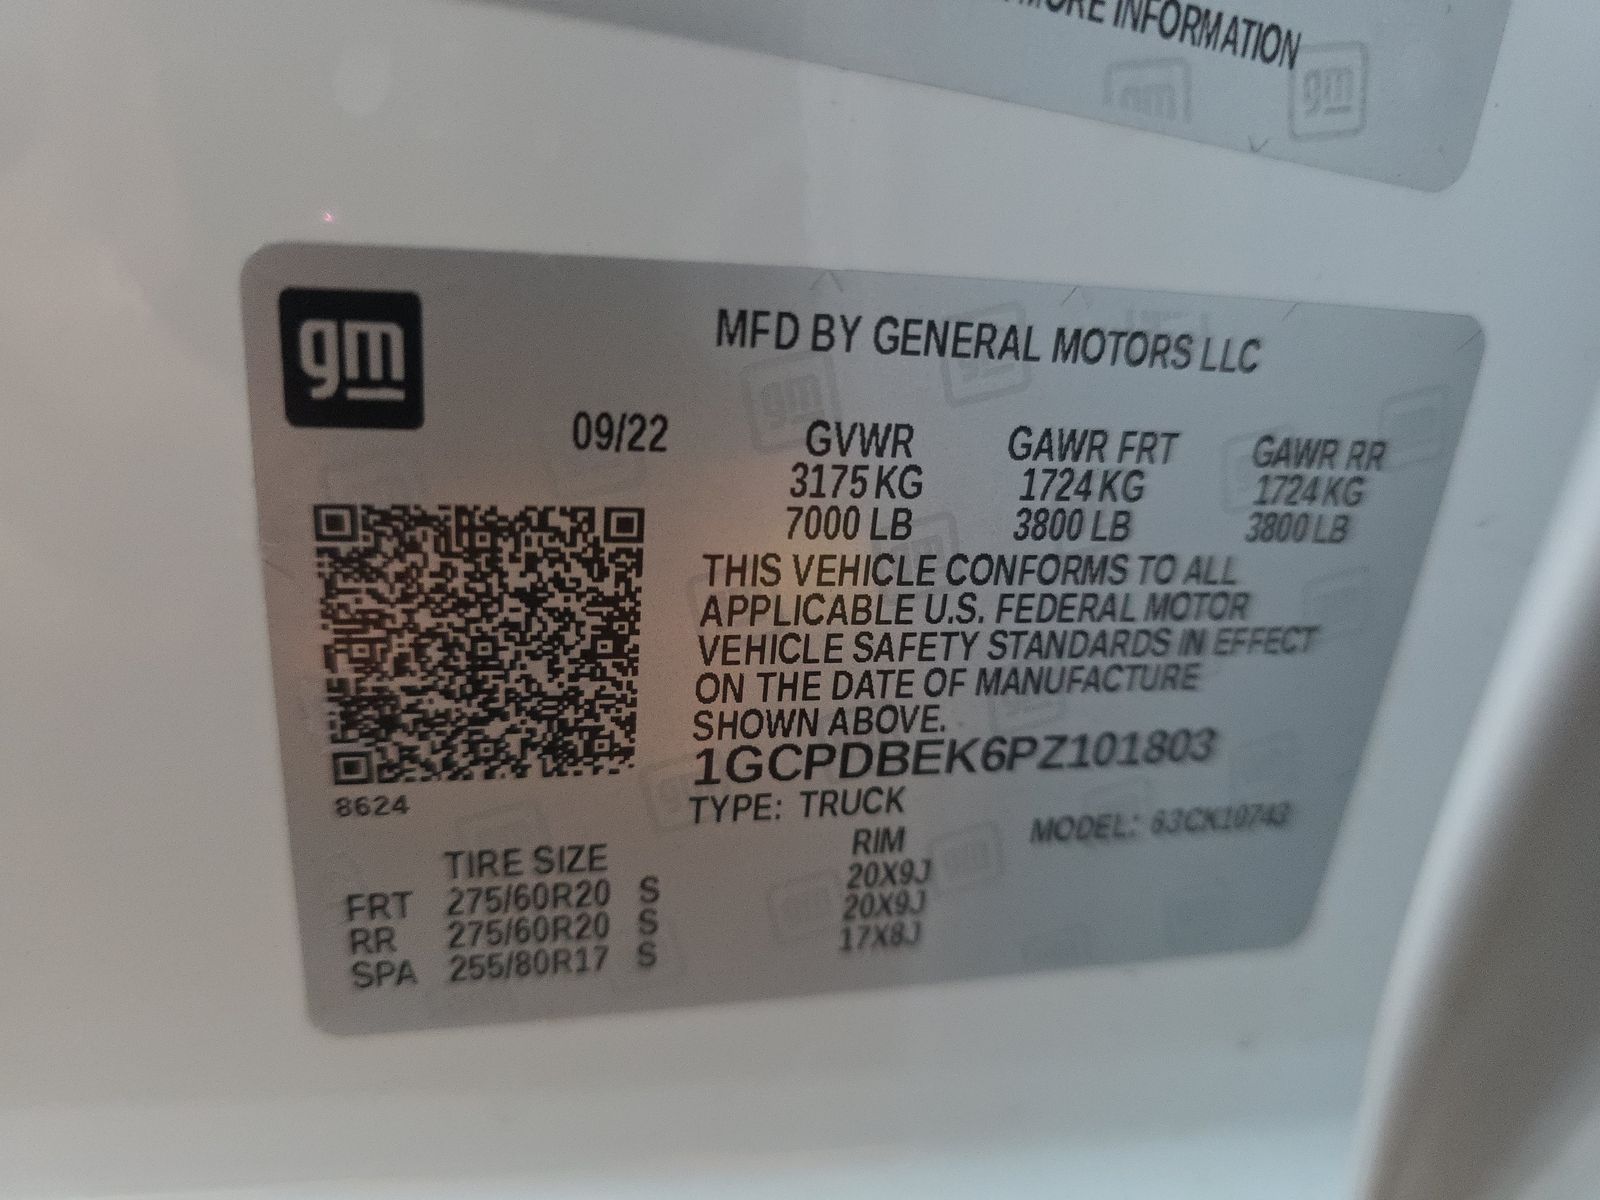 MORE INFORMATION
gm
MFD BY GENERAL MOTORS LLC
09/22 GVWR GAWR FRT GAWR RR
3175 KG 1724 KG 1724 KG
7000 LB 3800 LB 3800 LB
THIS VEHICLE CONFORMS TO ALL
APPLICABLE U.S. FEDERAL MOTOR
VEHICLE SAFETY STANDARDS IN EFFECT
ON THE DATE OF MANUFACTURE
SHOWN ABOVE.
1GCPDBEK6PZ101803
8624
TYPE: TRUCK
MODEL:
TIRE SIZE RIM
FRT 275/60R20 S 20X9J
RR 275/60R20 S 20X9J
SPA 255/80R17 S 17X8J